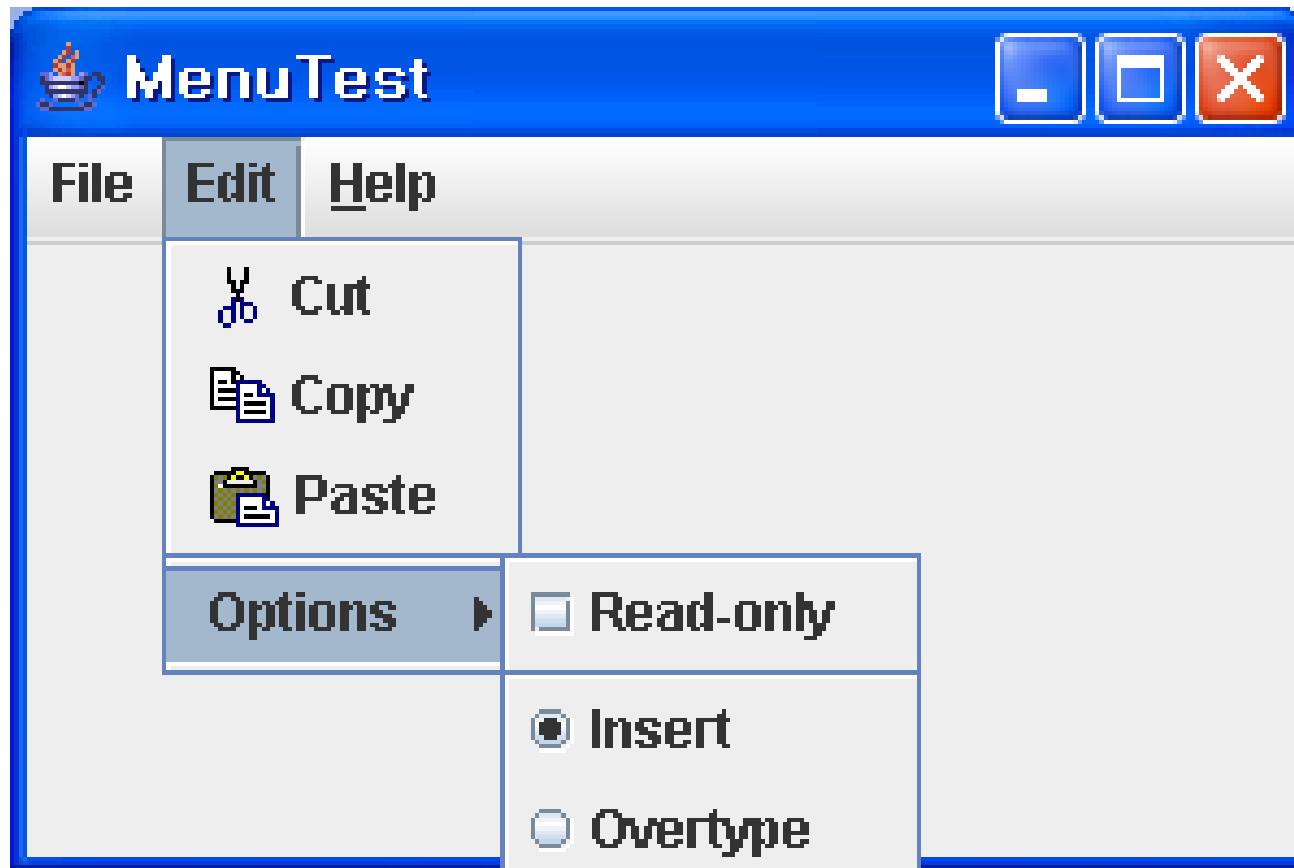 MenuTest
File Edit Help
Cut
Copy
Paste
Options Read-only
Insert
Overtype